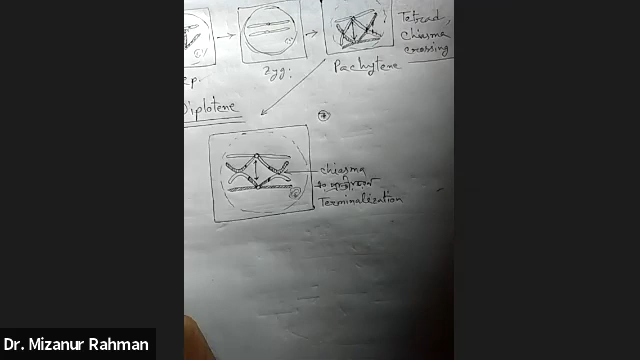 Tetrad,
Chiasma
crossing
Zyg:
Pachytene
Diplotene
chiasma
Terminalization
Dr. Mizanur Rahman